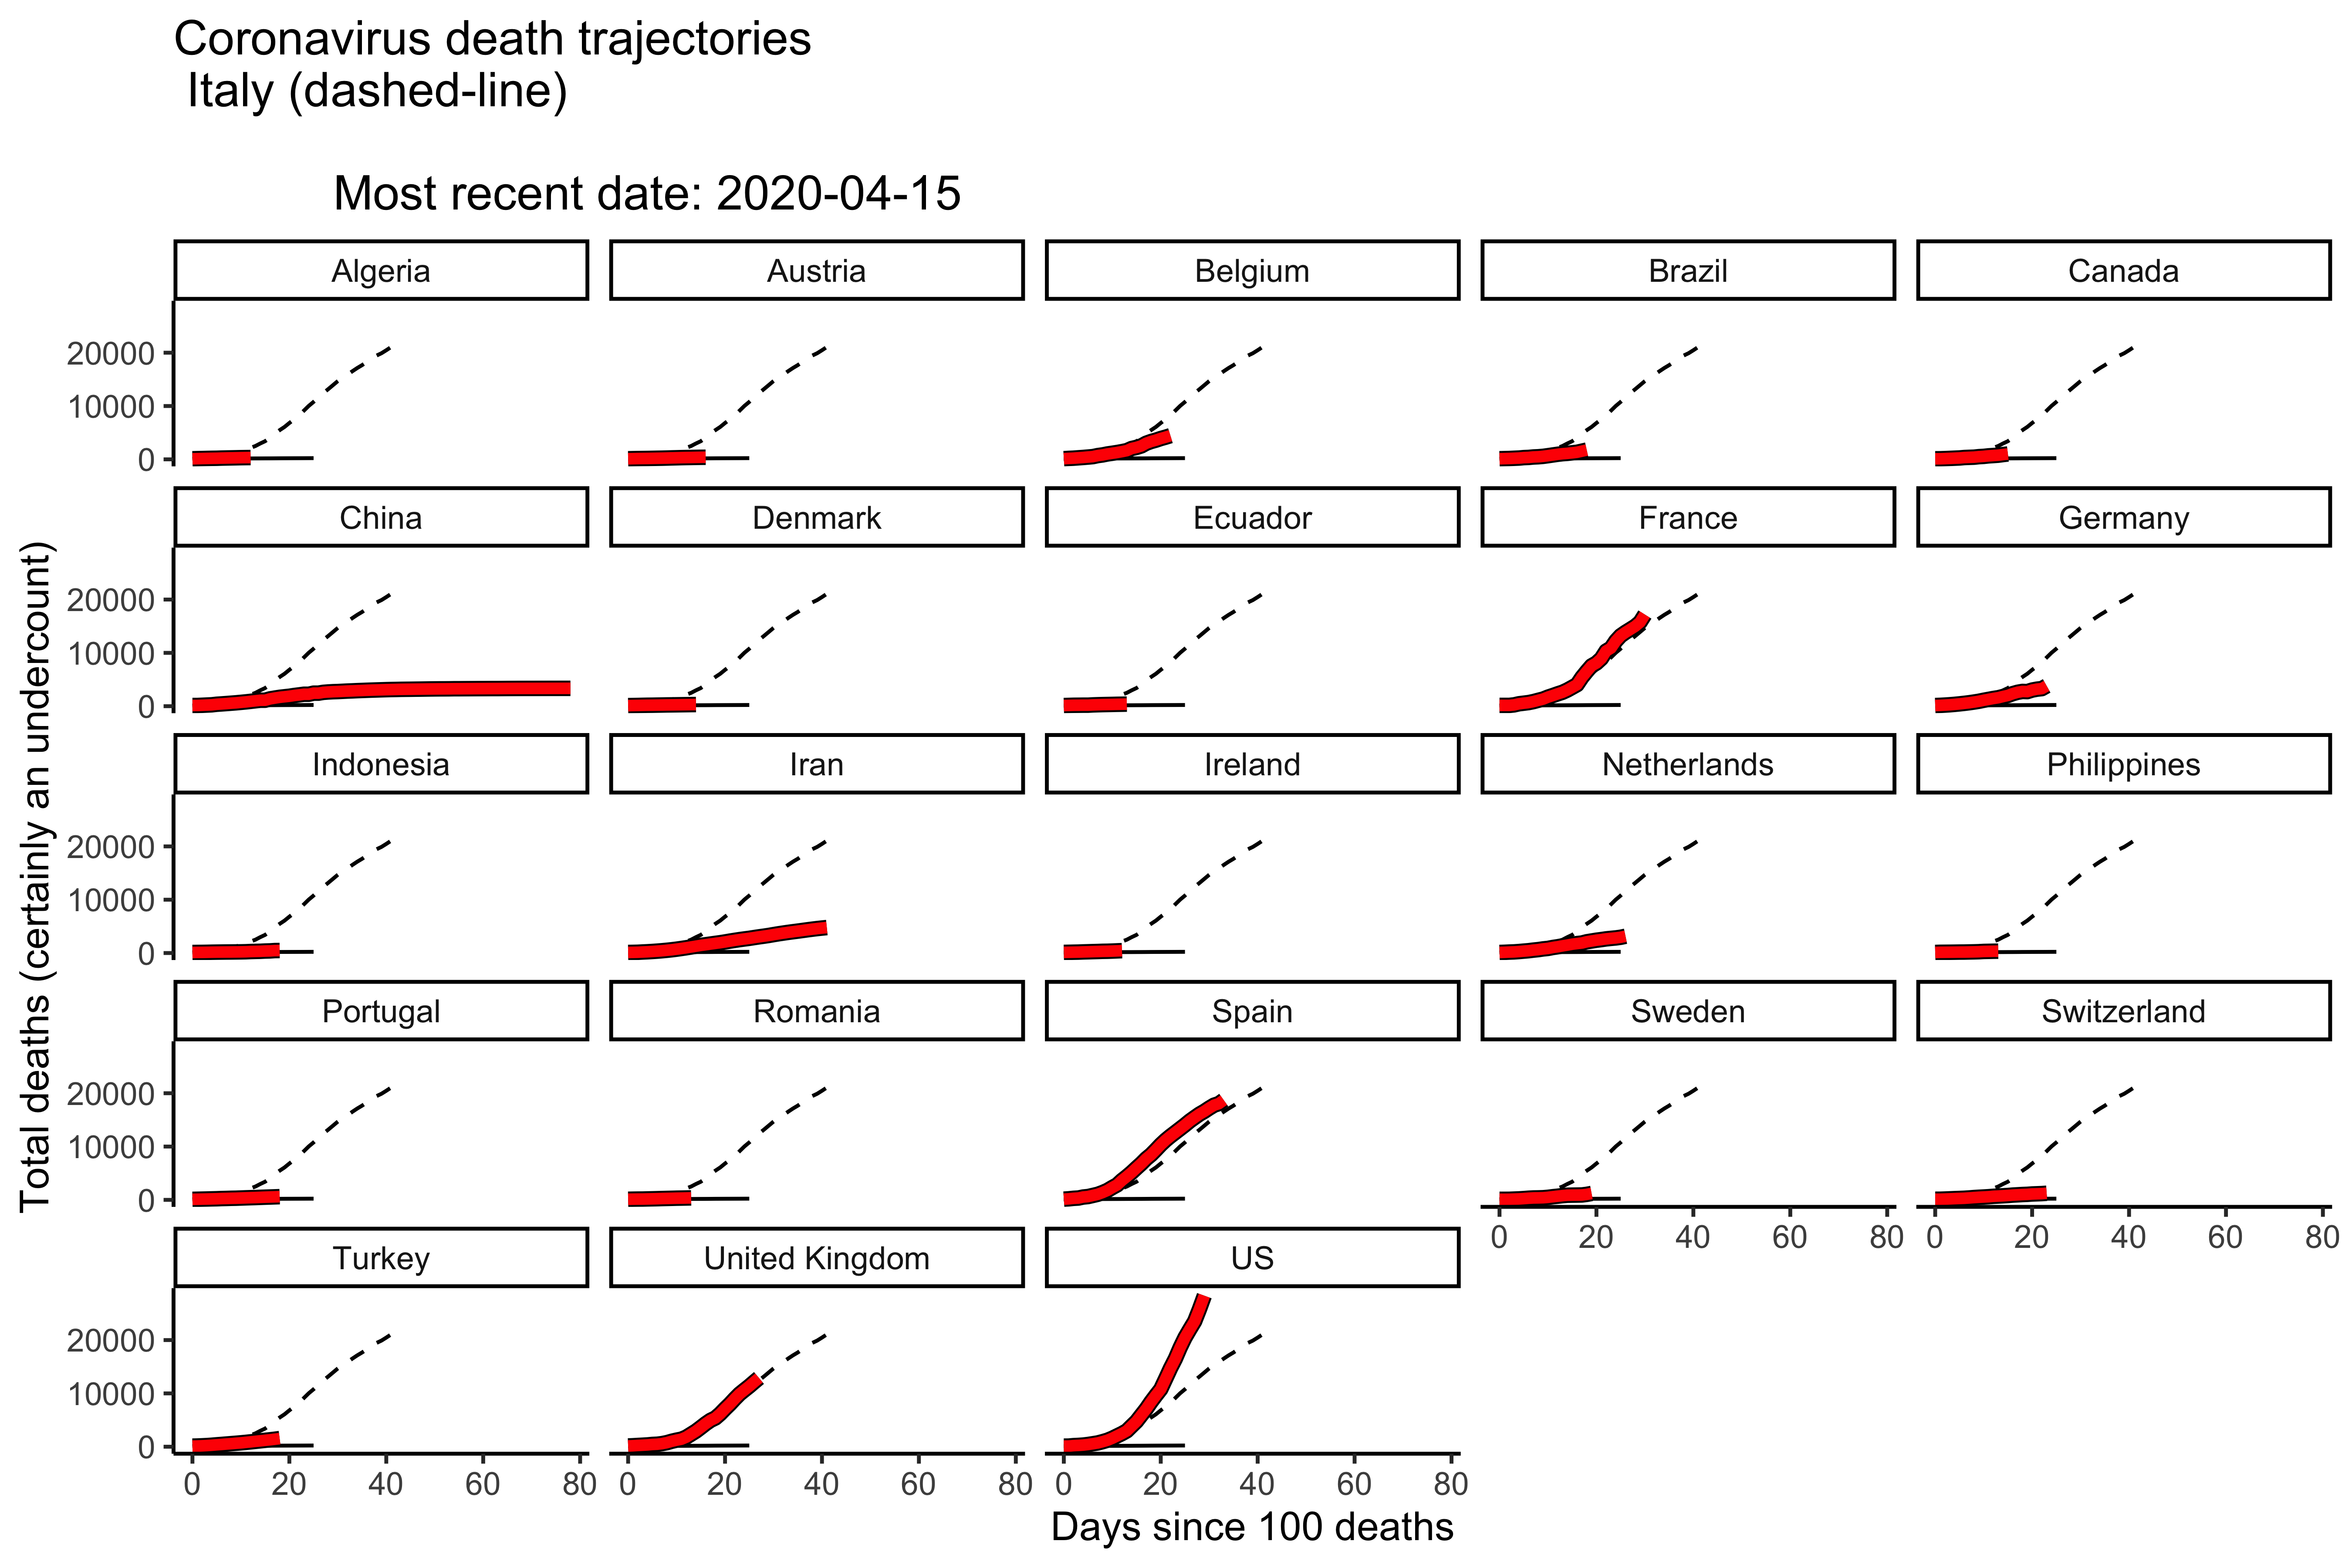 Coronavirus death trajectories
Italy (dashed-line)
Most recent date: 2020-04-15
Total deaths (certainly an undercount)
Algeria Austria Belgium Brazil Canada
20000
10000
0
China Denmark Ecuador France Germany
20000
10000
0
Indonesia Iran Ireland Netherlands Philippines
20000
10000
0
Portugal Romania Spain Sweden Switzerland
20000
10000
0
0 20 40 60 80 0 20 40 60 80
Turkey United Kingdom US
20000
10000
0
0 20 40 60 80 0 20 40 60 80 0 20 40 60 80
Days since 100 deaths